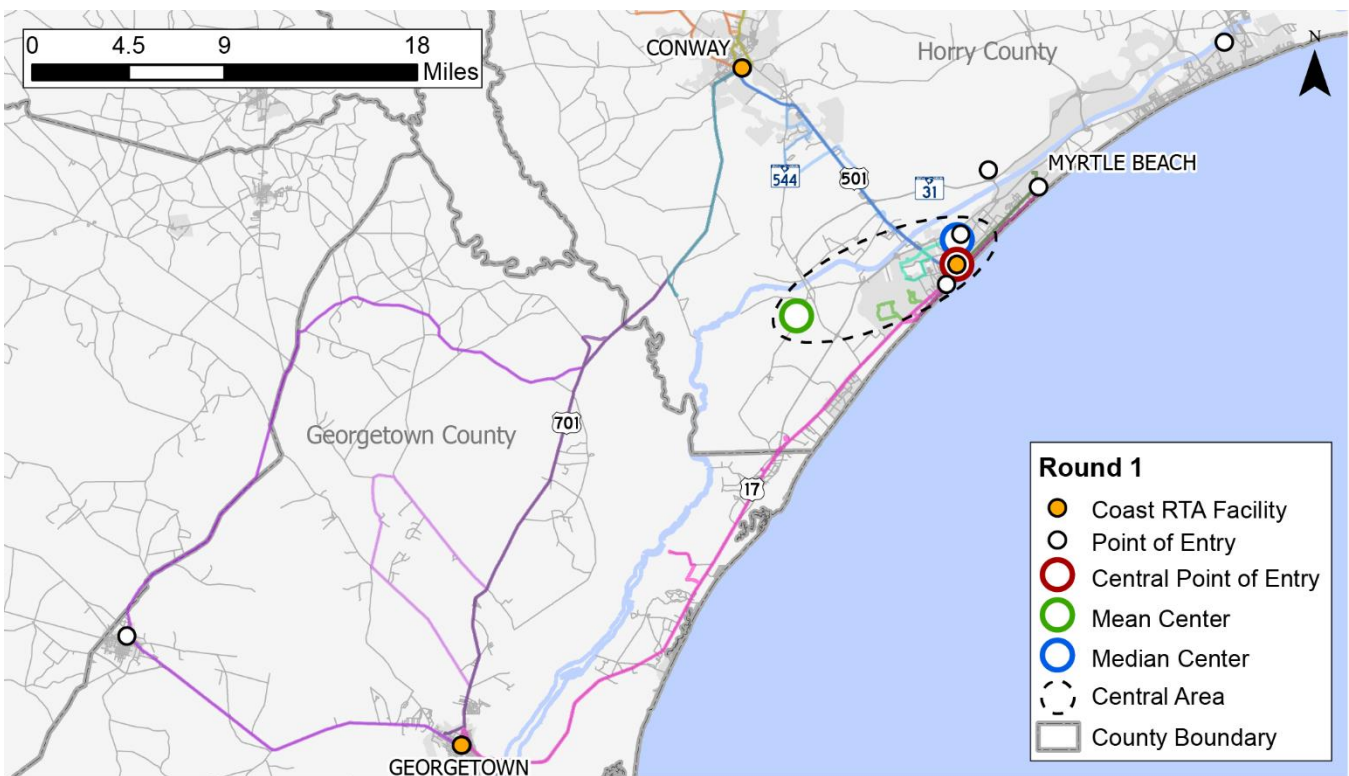 0 4.5 9 18
Miles
CONWAY
Horry County
N
MYRTLE BEACH
544
501
31
701
Georgetown County
17
GEORGETOWN
Round 1
Coast RTA Facility
Point of Entry
Central Point of Entry
Mean Center
Median Center
Central Area
County Boundary